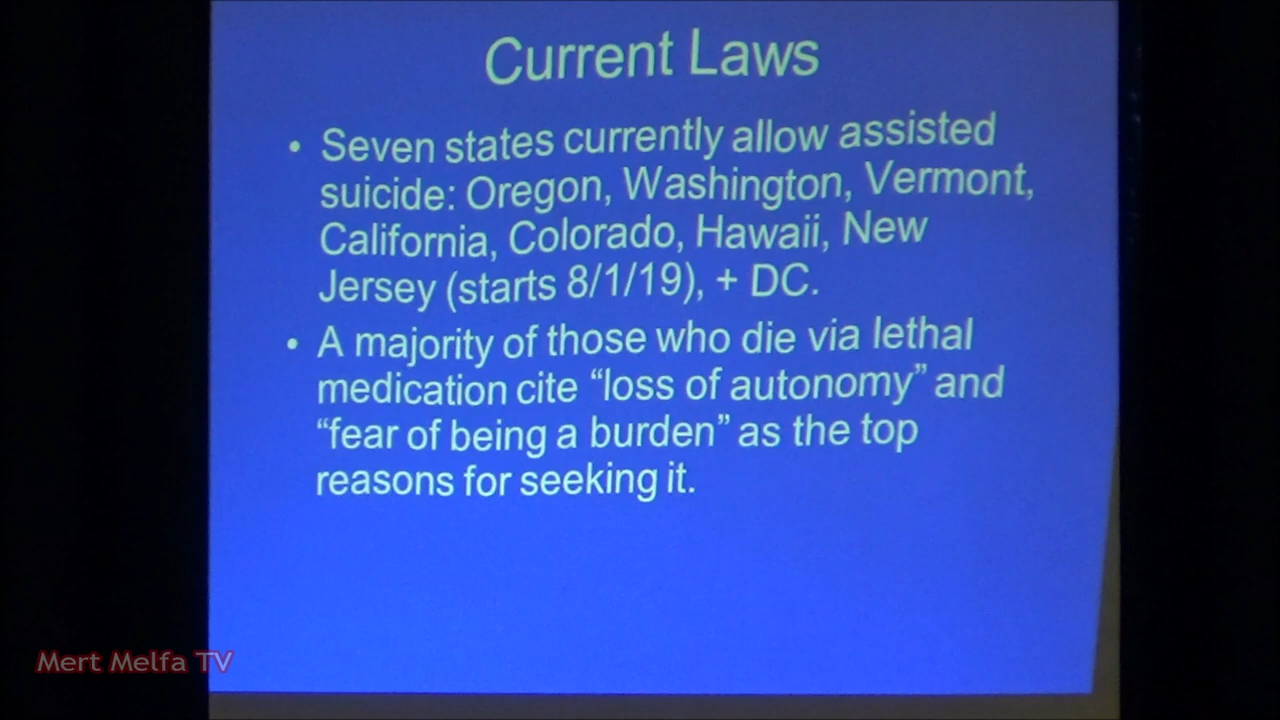 Current Laws
• Seven states currently allow assisted
suicide: Oregon, Washington, Vermont,
California, Colorado, Hawaii, New
Jersey (starts 8/1/19), + DC.
• A majority of those who die via lethal
medication cite “loss of autonomy” and
“fear of being a burden” as the top
reasons for seeking it.
Mert Melfa TV